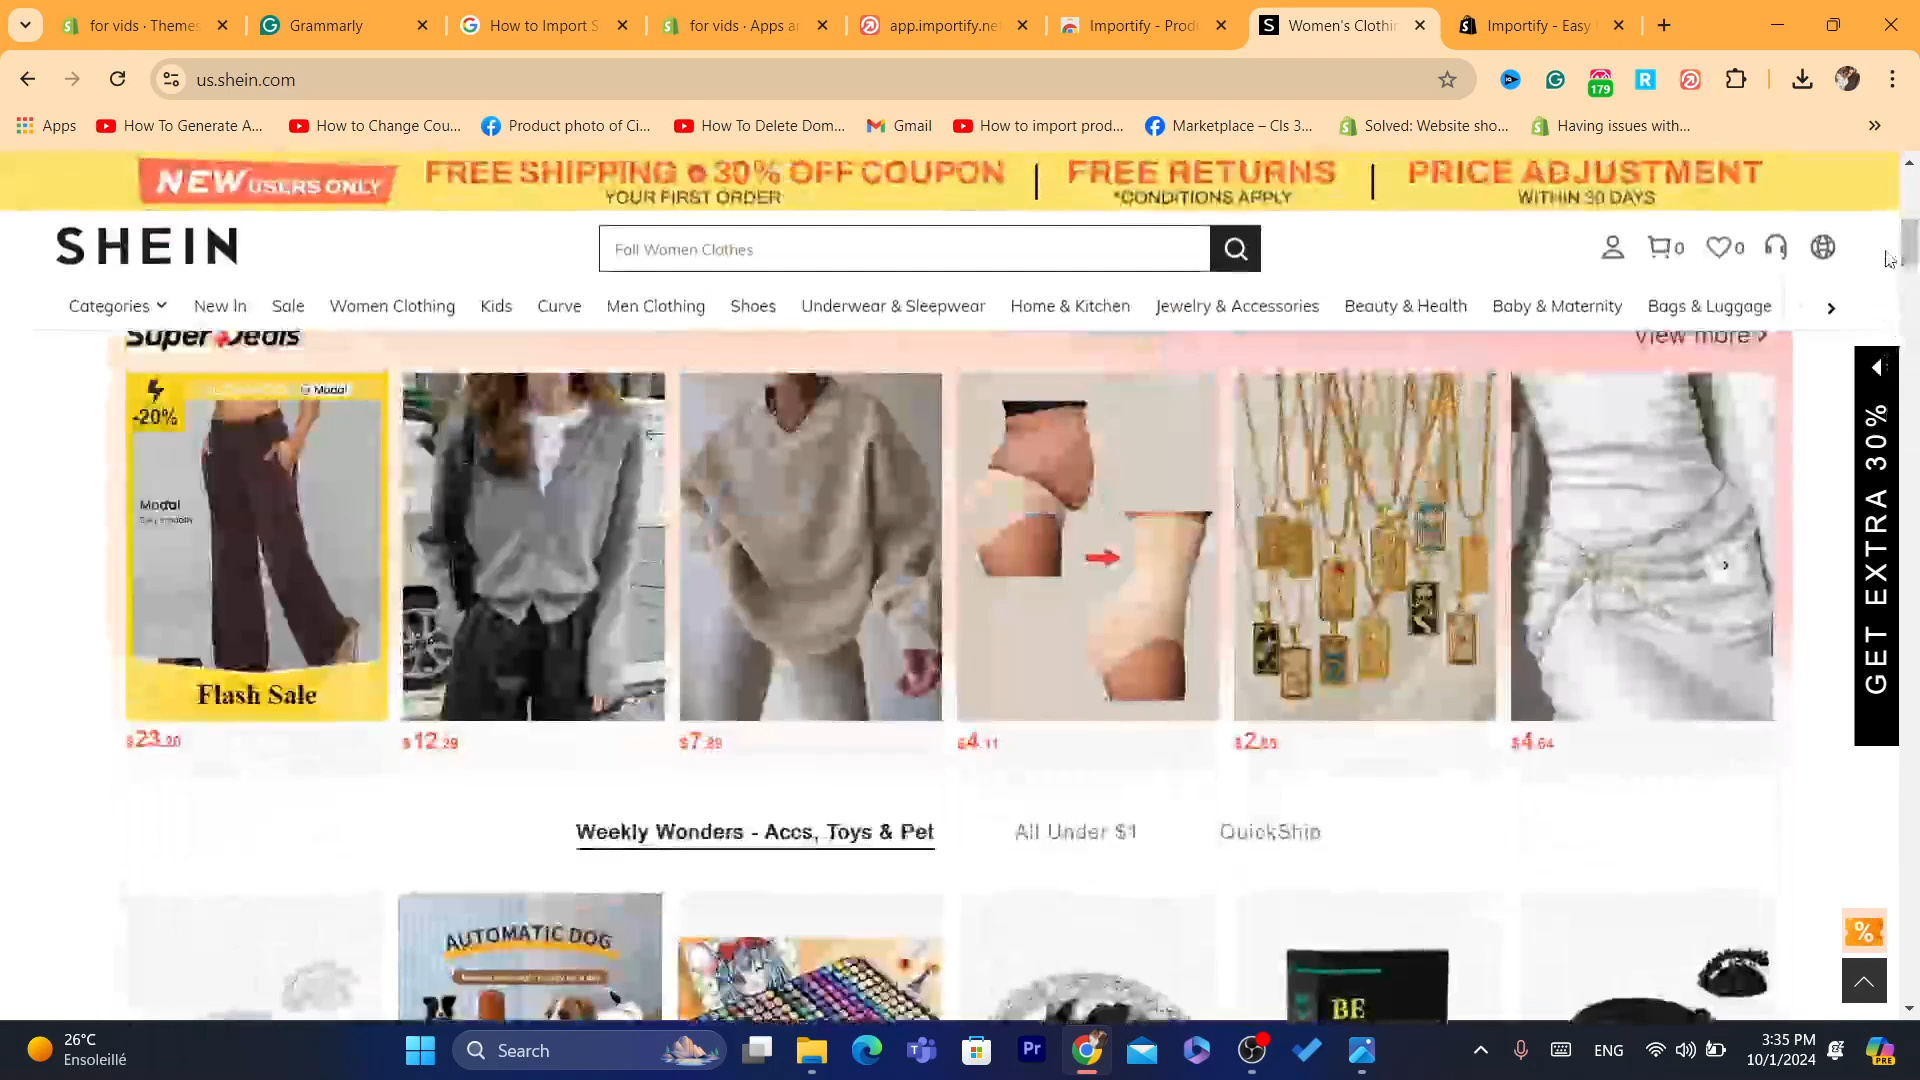 for vids · Themes
Grammarly
How to Import S
for vids · Apps a
app.importify.ne
Importify - Prod
Women's Clothin
Importify - Easy
us.shein.com
179
Apps
How To Generate A...
How to Change Cou...
Product photo of Ci...
How To Delete Dom...
Gmail
How to import prod...
Marketplace – Cls 3...
Solved: Website sho...
Having issues with...
NEW USERS ONLY
FREE SHIPPING 30% OFF COUPON
YOUR FIRST ORDER
FREE RETURNS
*CONDITIONS APPLY
PRICE ADJUSTMENT
WITHIN 30 DAYS
SHEIN
Fall Women Clothes
0
0
Categories
New In
Sale
Women Clothing
Kids
Curve
Men Clothing
Shoes
Underwear & Sleepwear
Home & Kitchen
Jewelry & Accessories
Beauty & Health
Baby & Maternity
Bags & Luggage
Super Deals
View more >
-20%
Modal
Modal
Flash Sale
GET EXTRA 30%
$12.29
$4.11
$4.64
Weekly Wonders - Accs, Toys & Pet
All Under $1
QuickShip
AUTOMATIC DOG
BE
%
26°C
Ensoleillé
Search
Pr
ENG
3:35 PM
10/1/2024
PRE